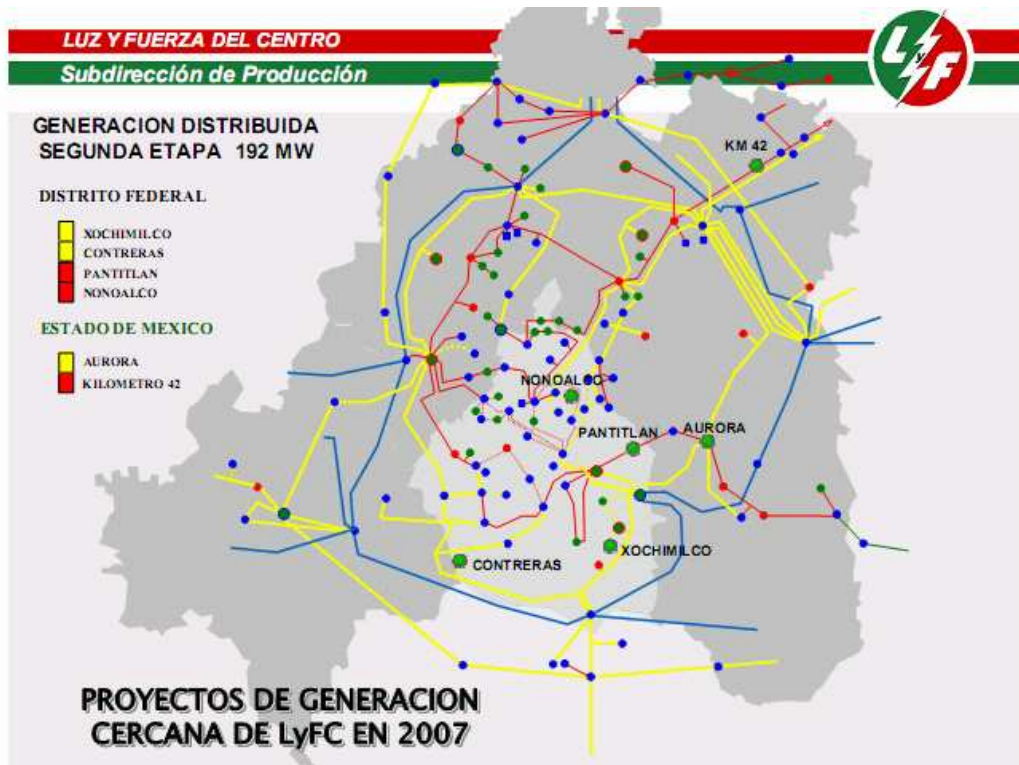 LUZ Y FUERZA DEL CENTRO
Subdirección de Producción
LyF
GENERACION DISTRIBUIDA
SEGUNDA ETAPA 192 MW
DISTRITO FEDERAL
XOCHIMILCO
CONTRERAS
PANTITLAN
NONOALCO
ESTADO DE MEXICO
AURORA
KILOMETRO 42
KM 42
NONOALCO
PANTITLAN
AURORA
XOCHIMILCO
CONTRERAS
PROYECTOS DE GENERACION
CERCANA DE LyFC EN 2007